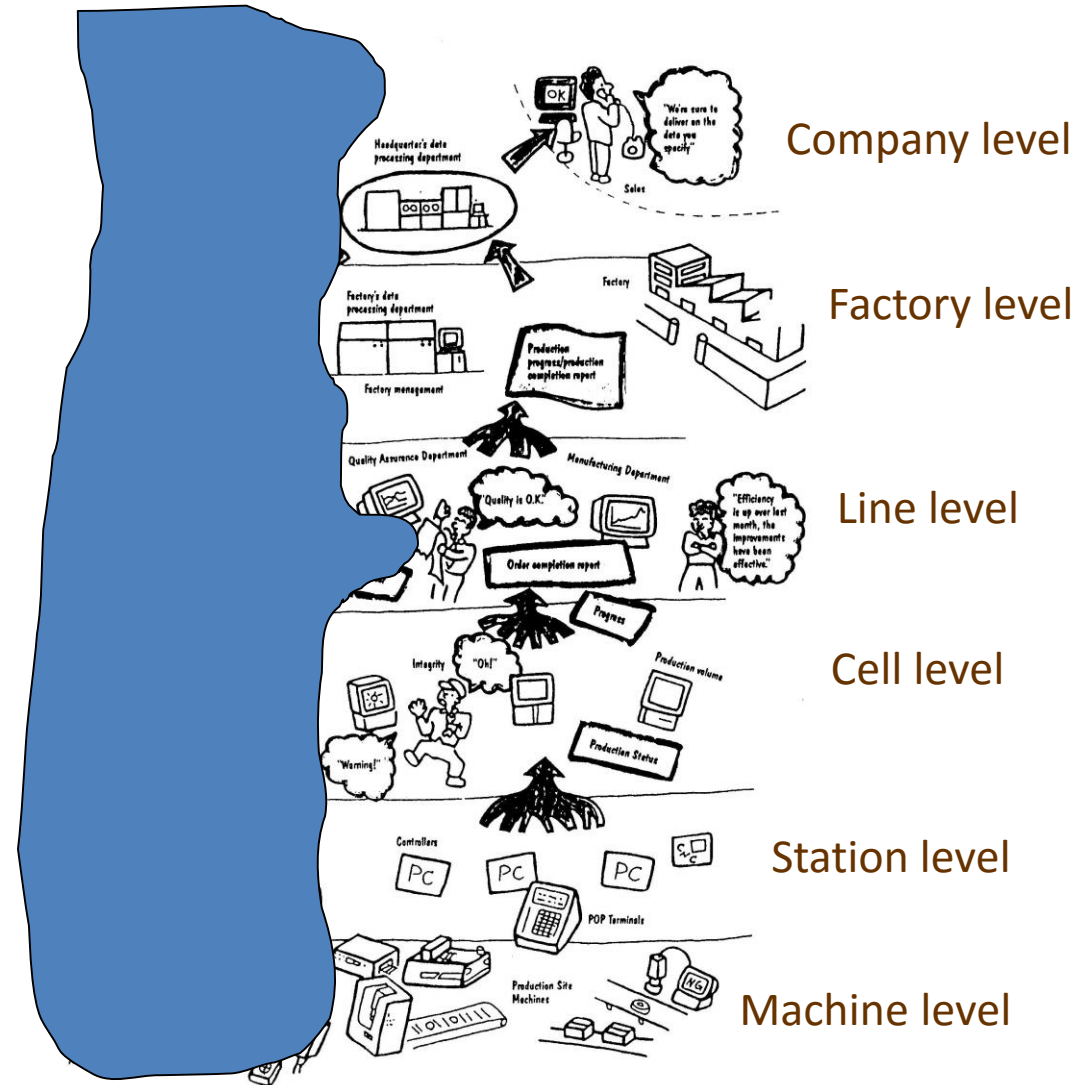 OK
"We're sure to
deliver on the
date you
specify"
Company level
Headquarter's data
processing department
Sales
Factory
Factory level
Factory's data
processing department
Production
progress/production
completion report
Factory management
Quality Assurance Department
Manufacturing Department
"Quality is O.K."
"Efficiency
is up over last
month, the
improvements
have been
effective."
Line level
Order completion report
Progress
Integrity
"Oh!"
Production volume
Cell level
Production Status
"Warning!"
Controllers
PC
PC
PC
CNC
Station level
POP Terminals
Production Site
Machines
NG
Machine level
11010111